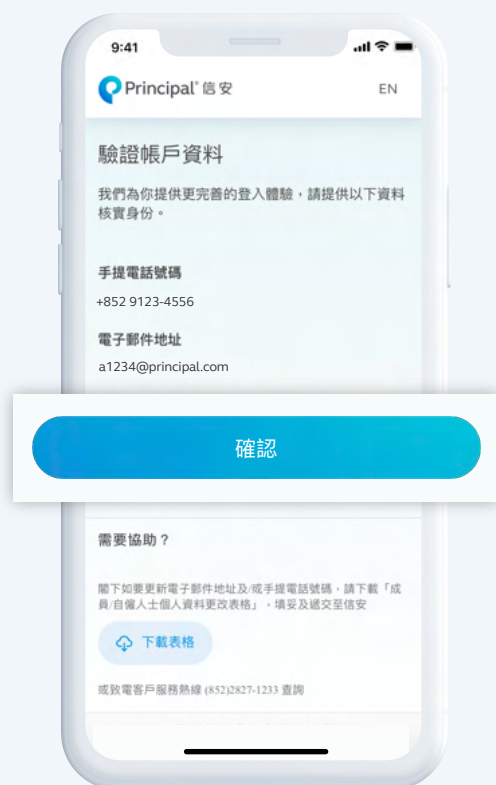 9:41
Principal® 信安
EN
驗證帳戶資料
我們為你提供更完善的登入體驗，請提供以下資料
核實身份。
手提電話號碼
+852 9123-4556
電子郵件地址
a1234@principal.com
確認
需要協助？
閣下如要更新電子郵件地址及/或手提電話號碼，請下載「成
員/自僱人士個人資料更改表格」，填妥及遞交至信安
下載表格
或致電客戶服務熱線 (852)2827-1233 查詢